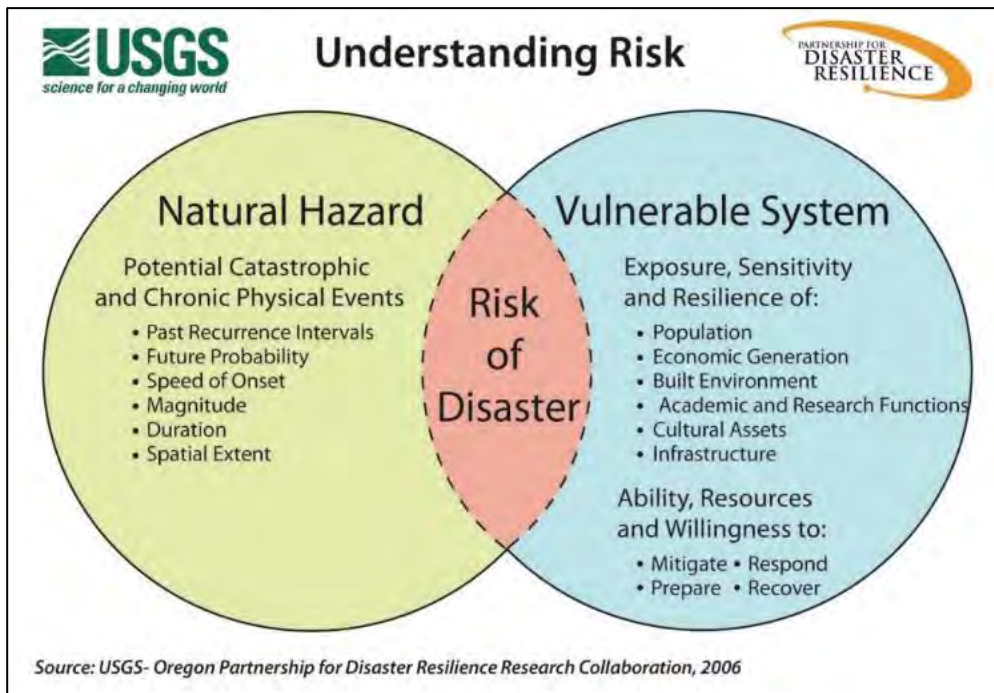 USGS
science for a changing world
Understanding Risk
PARTNERSHIP FOR
DISASTER
RESILIENCE
Natural Hazard
Potential Catastrophic
and Chronic Physical Events
• Past Recurrence Intervals
• Future Probability
• Speed of Onset
• Magnitude
• Duration
• Spatial Extent
Risk
of
Disaster
Vulnerable System
Exposure, Sensitivity
and Resilience of:
• Population
• Economic Generation
• Built Environment
• Academic and Research Functions
• Cultural Assets
• Infrastructure
Ability, Resources
and Willingness to:
• Mitigate • Respond
• Prepare • Recover
Source: USGS- Oregon Partnership for Disaster Resilience Research Collaboration, 2006